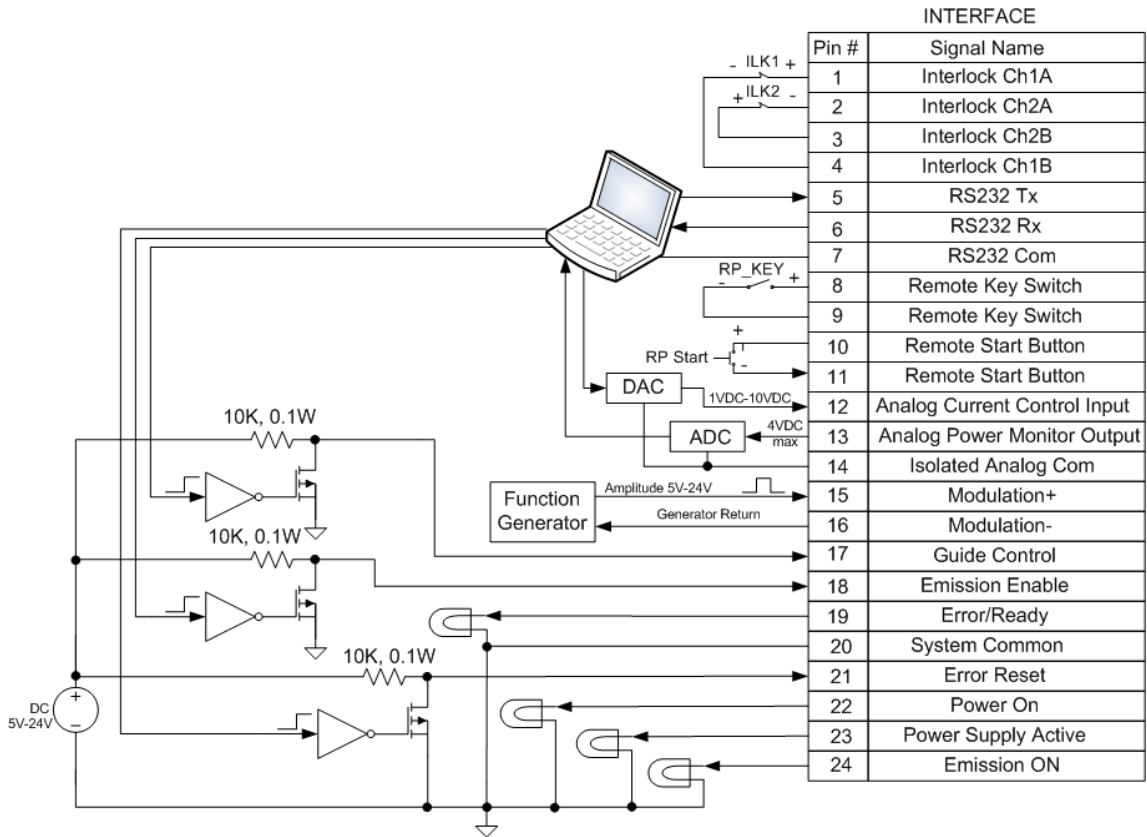 INTERFACE
Pin # Signal Name
- ILK1 + 1 Interlock Ch1A
+ ILK2 - 2 Interlock Ch2A
3 Interlock Ch2B
4 Interlock Ch1B
5 RS232 Tx
6 RS232 Rx
7 RS232 Com
- RP_KEY + 8 Remote Key Switch
9 Remote Key Switch
+
RP Start 10 Remote Start Button
- 11 Remote Start Button
DAC 1VDC-10VDC 12 Analog Current Control Input
10K, 0.1W
ADC 4VDC max 13 Analog Power Monitor Output
14 Isolated Analog Com
Function Generator
Amplitude 5V-24V 15 Modulation+
Generator Return 16 Modulation-
10K, 0.1W
17 Guide Control
18 Emission Enable
19 Error/Ready
20 System Common
10K, 0.1W
21 Error Reset
DC 5V-24V
+
-
22 Power On
23 Power Supply Active
24 Emission ON